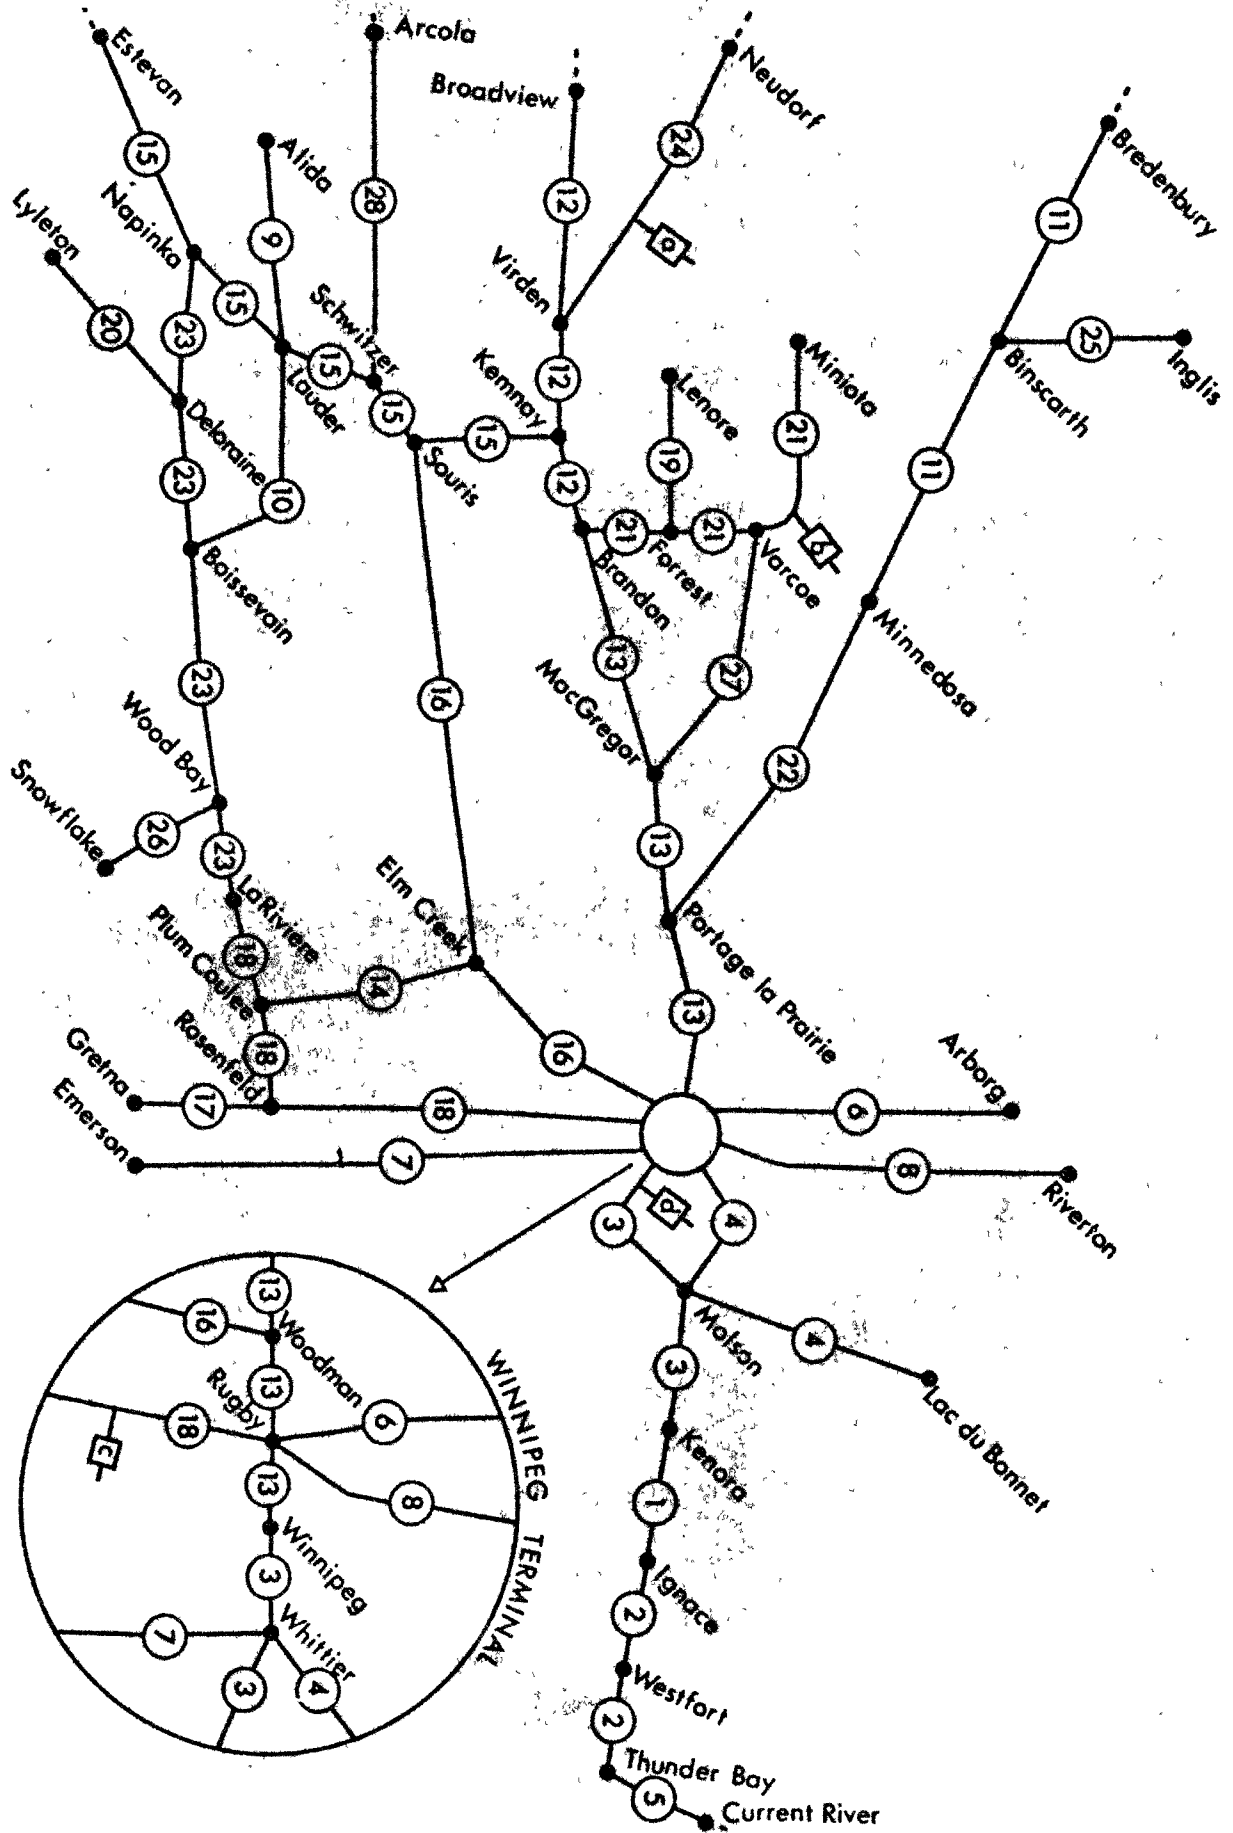 Estevan
Arcola
Broadview
Neudorf
Bredenbury
15
Alida
24
28
12
11
Napinka
Lyleton
9
a
Virden
15
20
23
Schwitzer
15
12
Kemnay
Lenore
Miniota
Binscarth
25
Inglis
Lauder
15
Deloraine
15
Souris
12
19
21
11
23
10
21
Forrest
21
Varcoe
b
Boissevain
Brandon
Minnedosa
13
27
23
16
MacGregor
22
Wood Bay
Snowflake
26
23
13
LaRiviere
Elm Creek
Portage la Prairie
Plum Coulee
18
14
13
Rosenfeld
18
16
Gretna
17
18
6
Arborg
Emerson
7
8
Riverton
3
d
4
Molson
4
Lac du Bonnet
3
Kenora
1
Ignace
2
Westfort
2
Thunder Bay
5
Current River
WINNIPEG TERMINAL
13
16
Woodman
13
Rugby
18
6
c
13
8
Winnipeg
3
Whittier
7
3
4